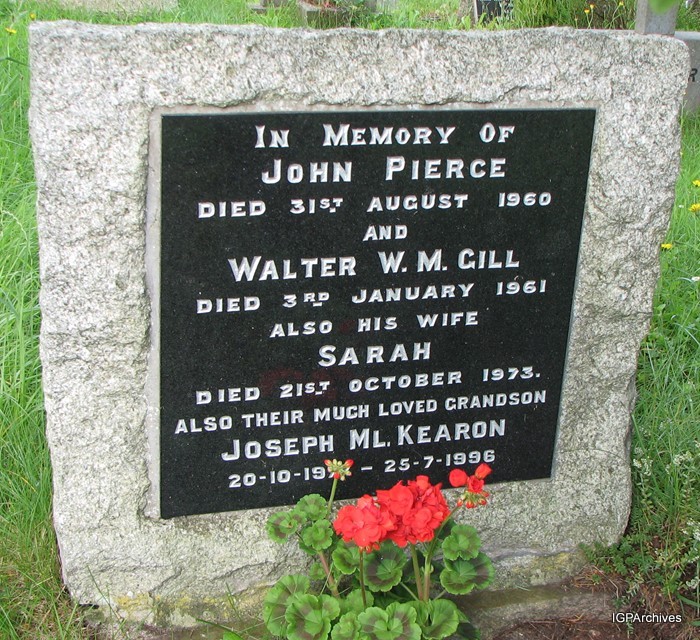 In Memory Of
John Pierce
Died 31st August 1960
and
Walter W. M. Gill
Died 3rd January 1961
also his wife
Sarah
Died 21st October 1973.
also their much loved grandson
Joseph Ml. Kearon
20-10- – 25-7-1996
IGPArchives